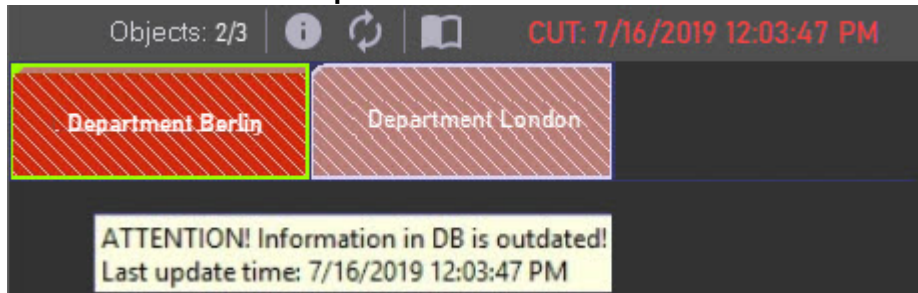 Objects: 2/3 CUT: 7/16/2019 12:03:47 PM
Department Berlin Department London
ATTENTION! Information in DB is outdated!
Last update time: 7/16/2019 12:03:47 PM